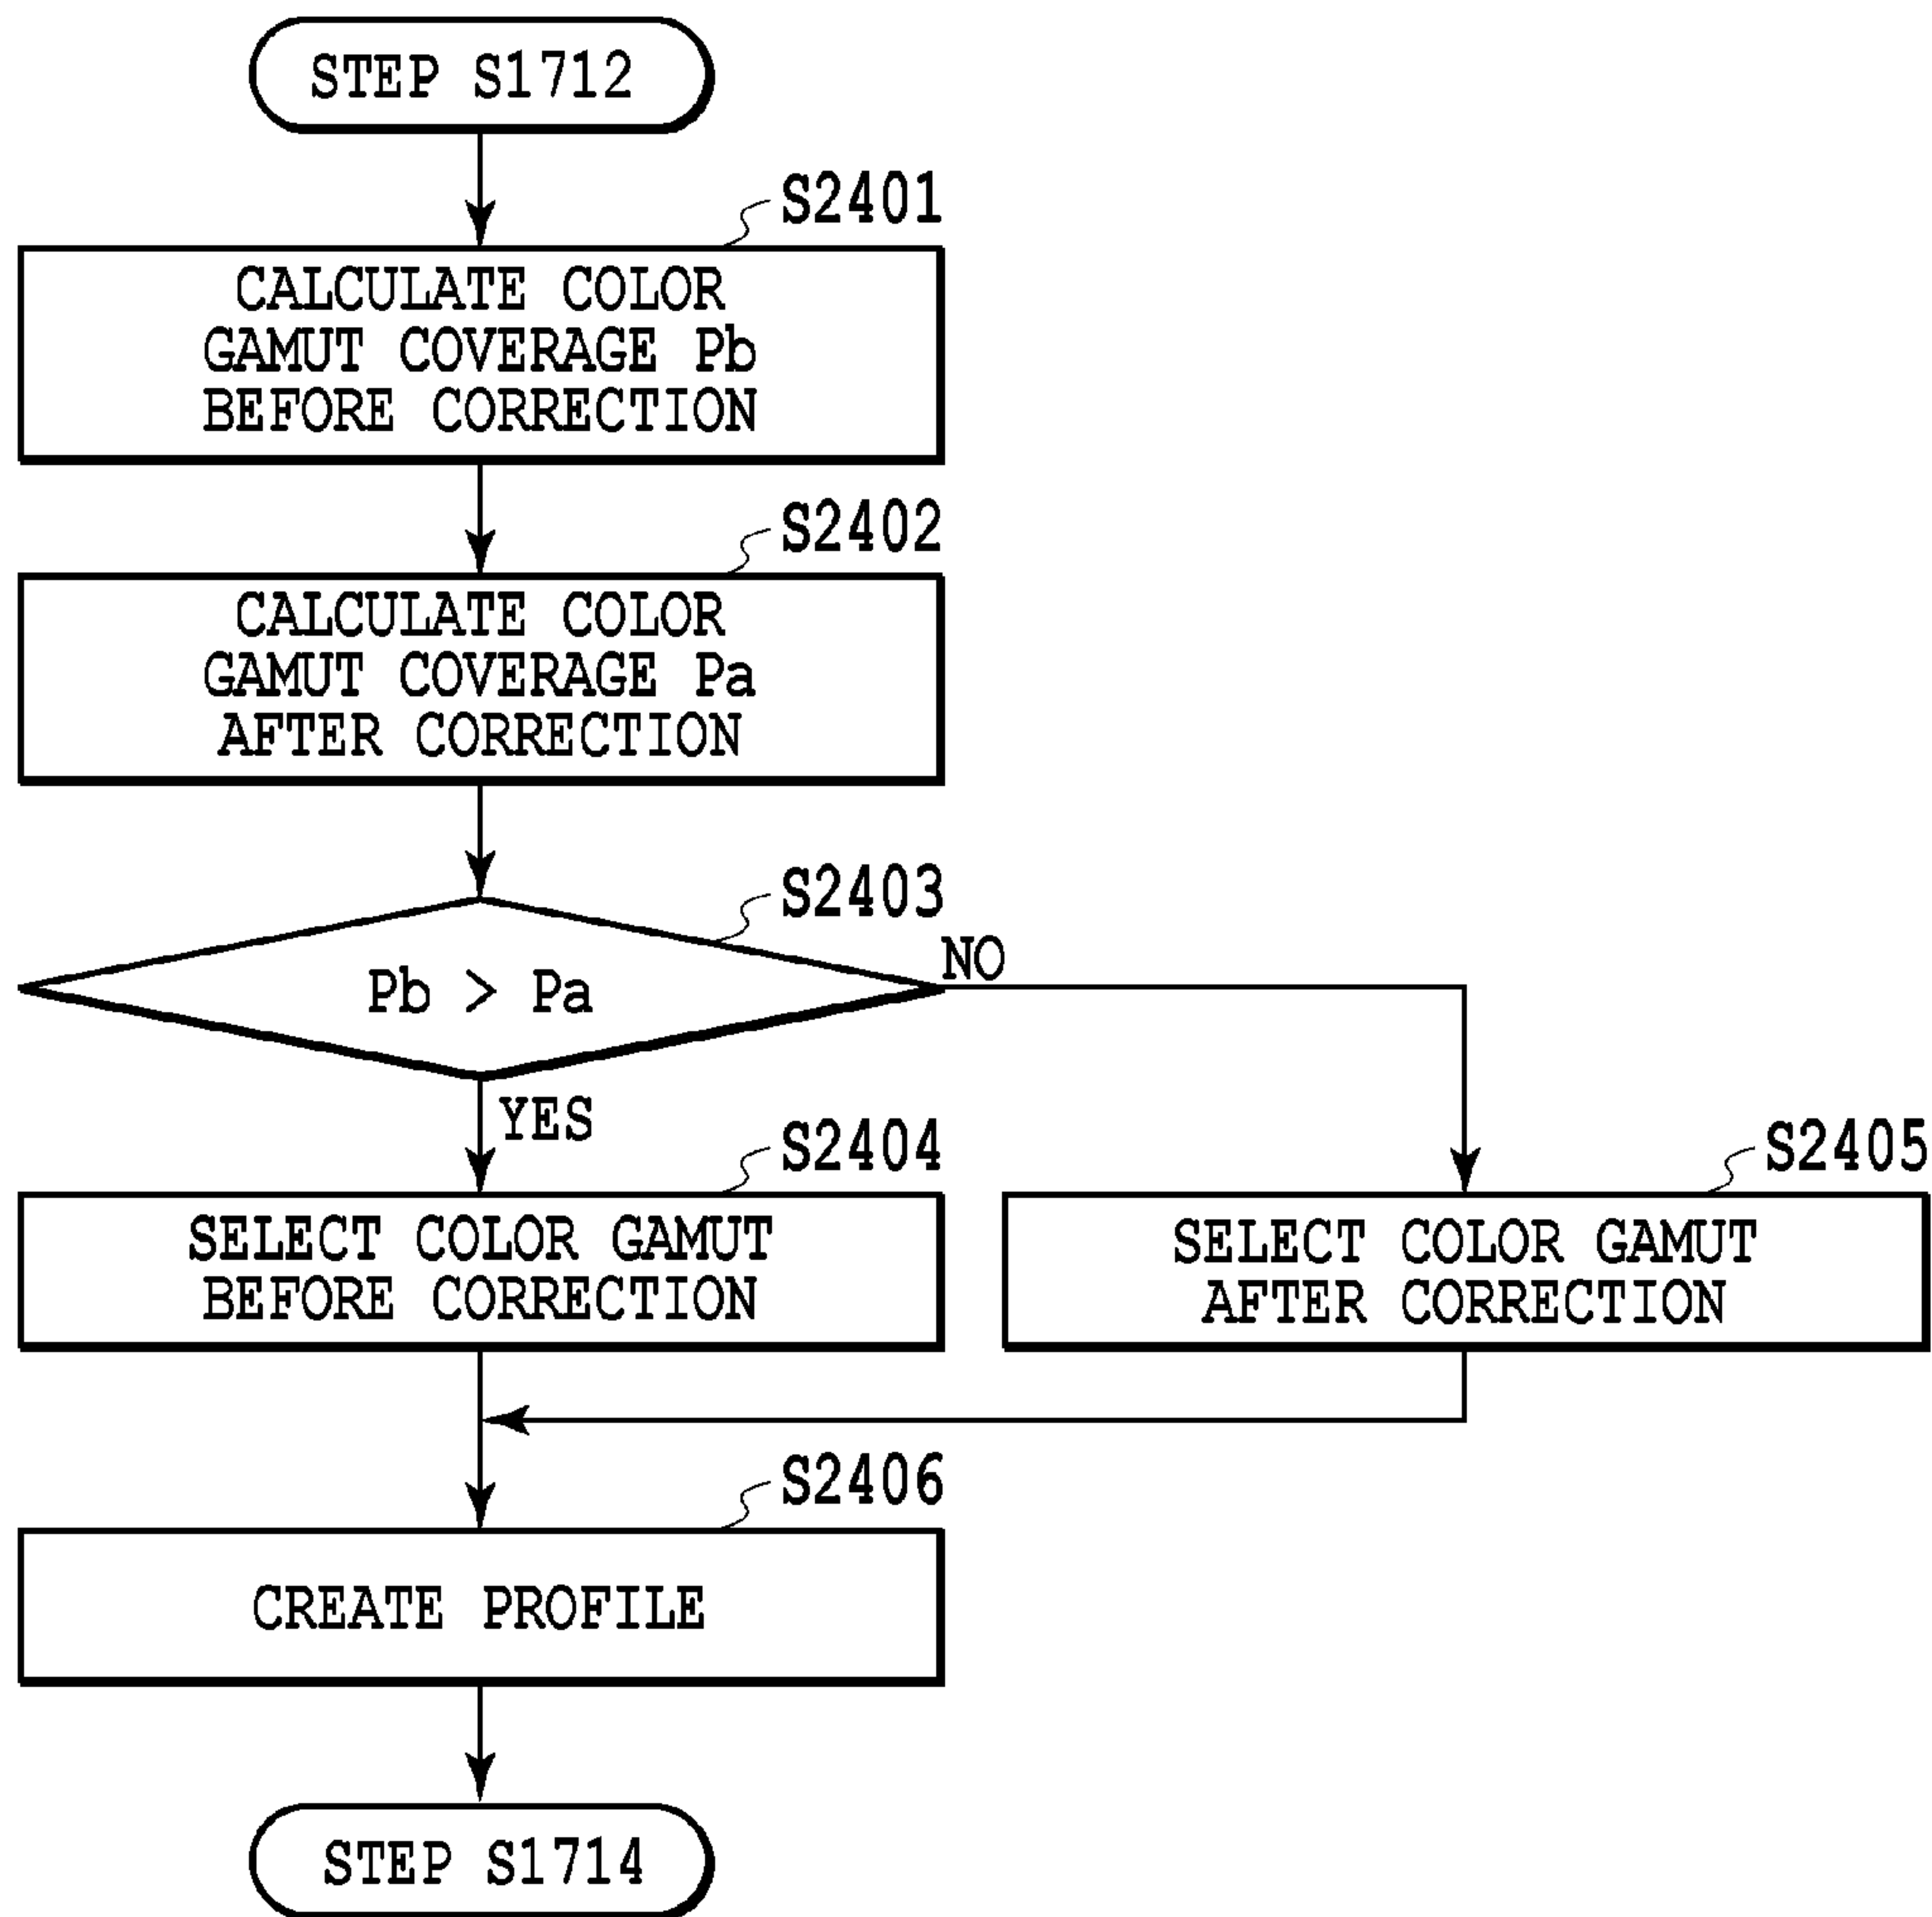 STEP S1712
S2401
CALCULATE COLOR
GAMUT COVERAGE Pb
BEFORE CORRECTION
S2402
CALCULATE COLOR
GAMUT COVERAGE Pa
AFTER CORRECTION
S2403
Pb > Pa
NO
YES
S2404
SELECT COLOR GAMUT
BEFORE CORRECTION
S2405
SELECT COLOR GAMUT
AFTER CORRECTION
S2406
CREATE PROFILE
STEP S1714